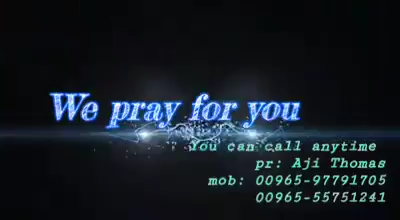 We pray for you
You can call anytime
pr: Aji Thomas
mob: 00965-97791705
00965-55751241